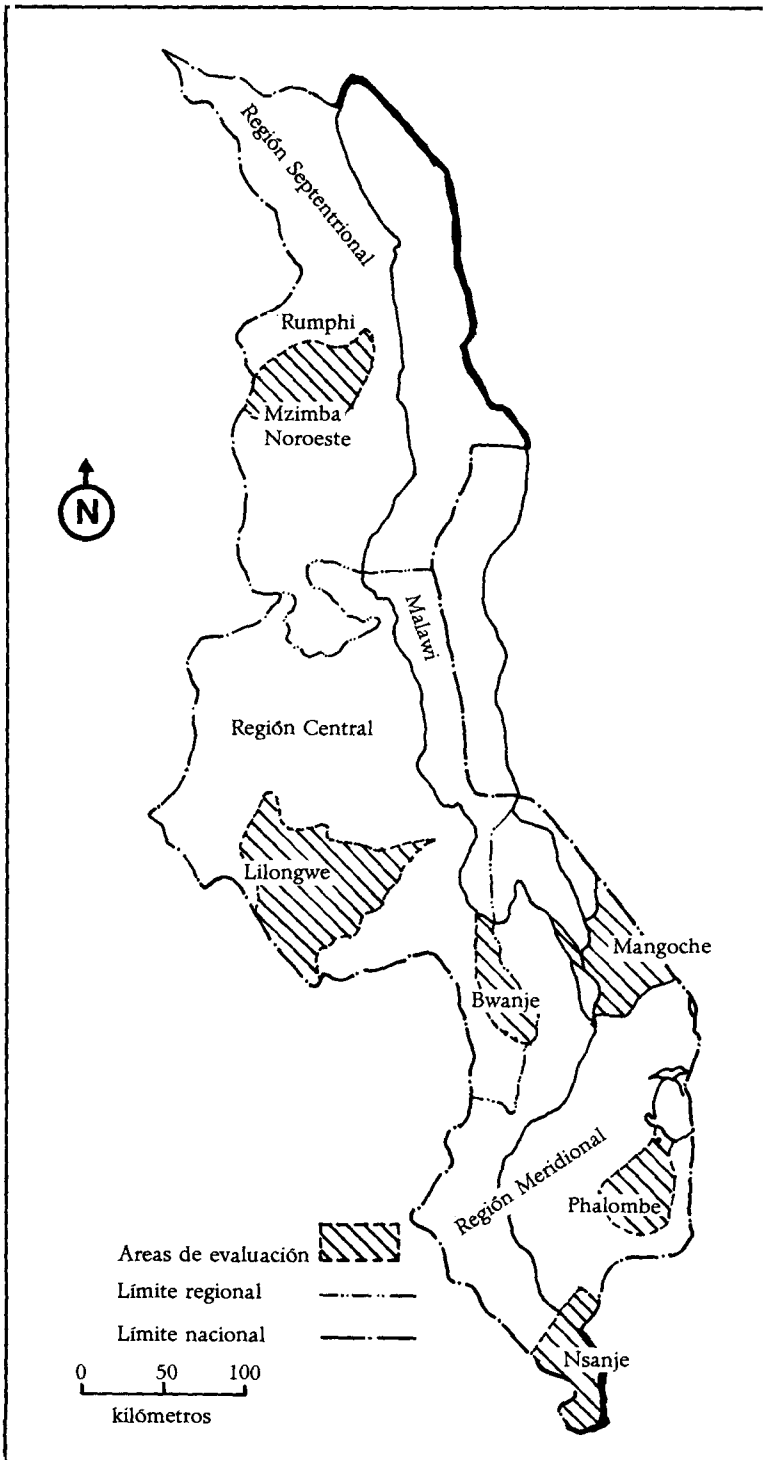 Región Septentrional
Rumphi
Mzimba
Noroeste
N
Malawi
Región Central
Lilongwe
Mangoche
Bwanje
Región Meridional
Phalombe
Areas de evaluación
Límite regional
Límite nacional
Nsanje
0 50 100
kilómetros